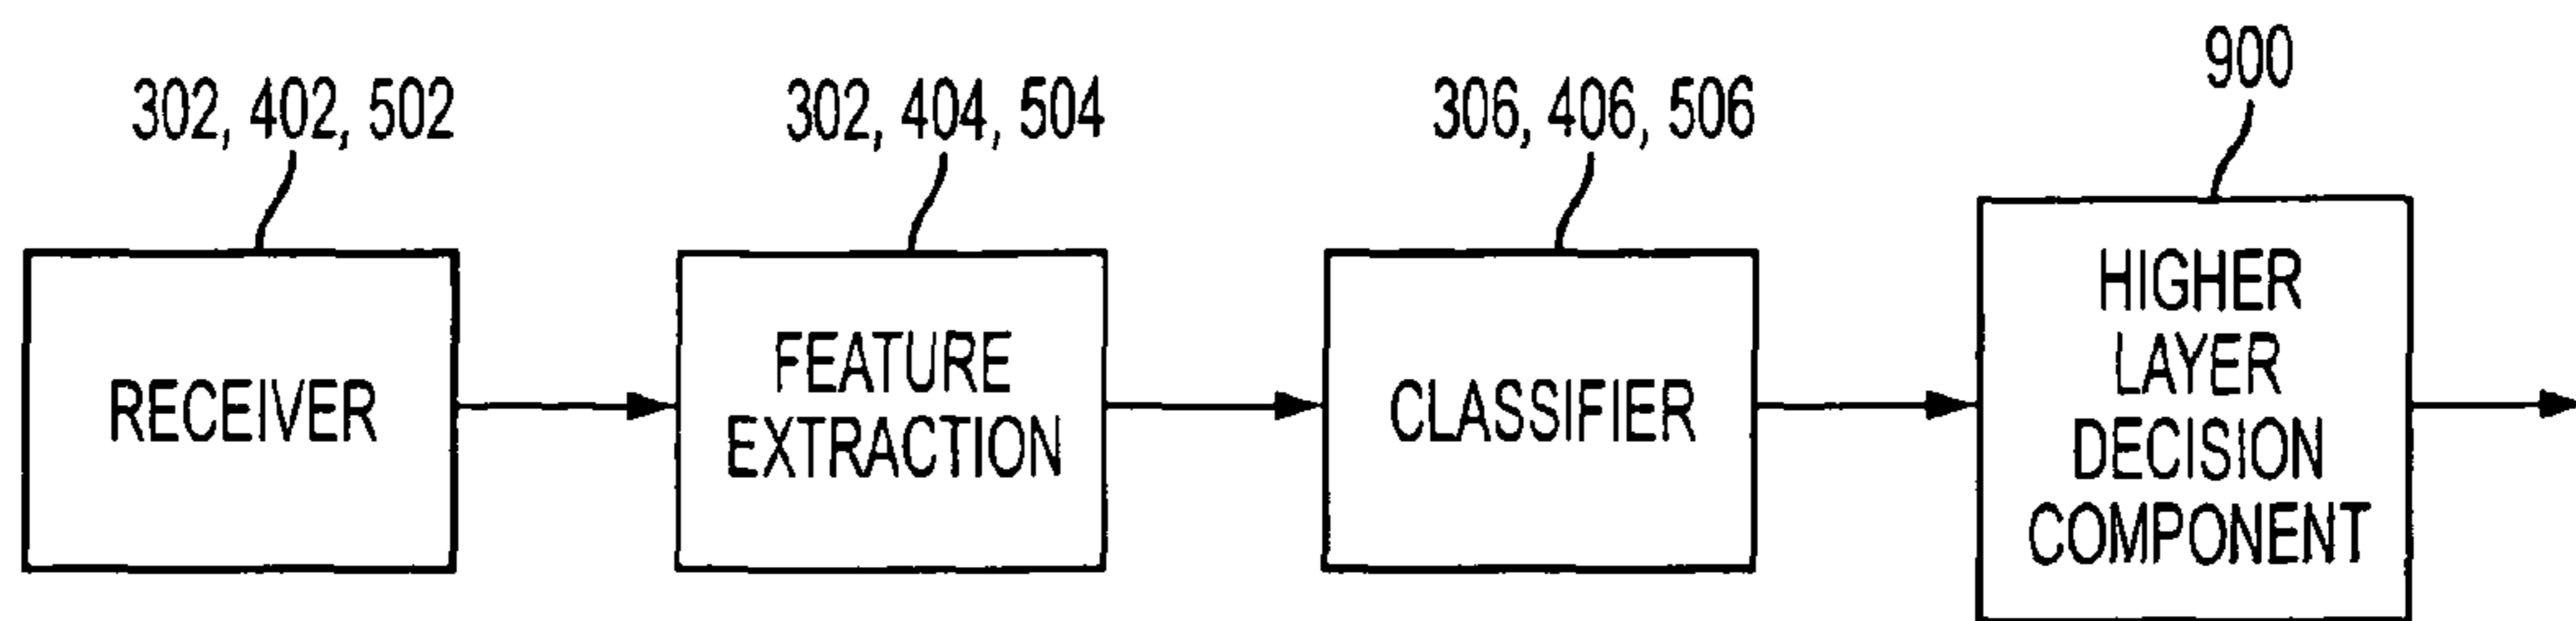 900
302, 402, 502
302, 404, 504
306, 406, 506
RECEIVER
FEATURE
EXTRACTION
CLASSIFIER
HIGHER
LAYER
DECISION
COMPONENT